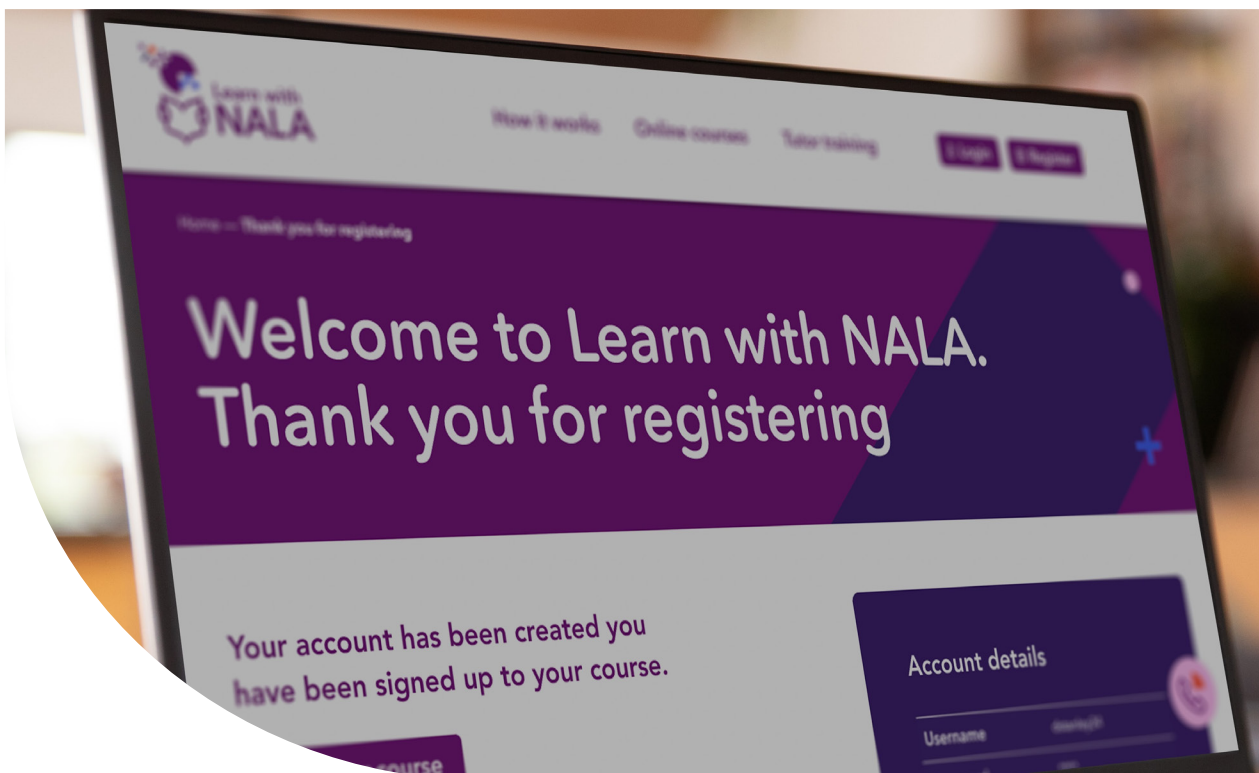 Learn with
NALA
How it works
Online courses
Tutor training
Login
Register
Home — Thank you for registering
Welcome to Learn with NALA.
Thank you for registering
Your account has been created you
have been signed up to your course.
course
Account details
Username